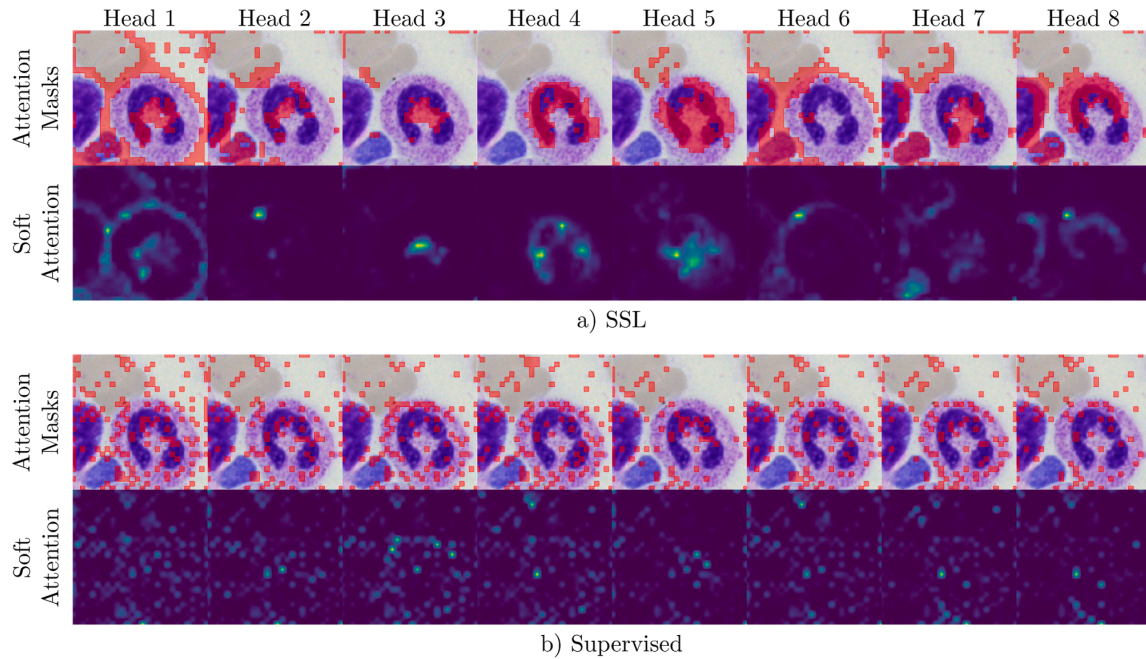 Head 1 Head 2 Head 3 Head 4 Head 5 Head 6 Head 7 Head 8
Attention
Masks
Soft
Attention
a) SSL
Attention
Masks
Soft
Attention
b) Supervised